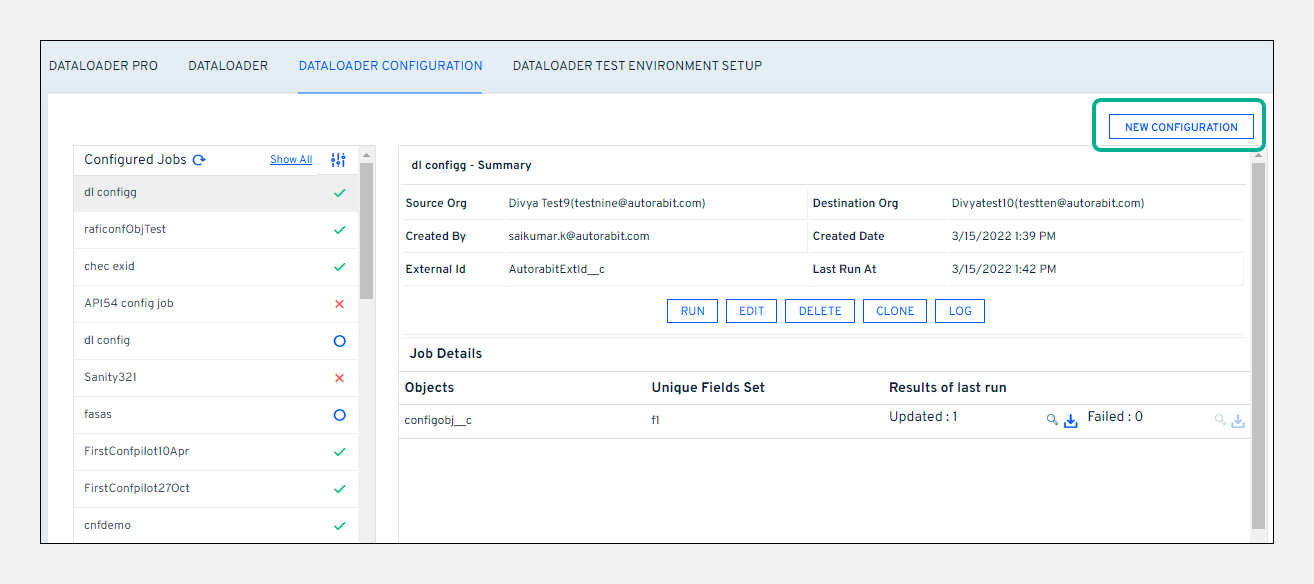 DATALOADER PRO DATALOADER DATALOADER CONFIGURATION DATALOADER TEST ENVIRONMENT SETUP
NEW CONFIGURATION
Configured Jobs Show All
dl configg
raficonfObjTest
chec exid
API54 config job
dl config
Sanity321
fasas
FirstConfpilot10Apr
FirstConfpilot27Oct
cnfdemo
dl configg - Summary
Source Org Divya Test9(testnine@autorabit.com) Destination Org Divyatest10(testten@autorabit.com)
Created By saikumar.k@autorabit.com Created Date 3/15/2022 1:39 PM
External Id AutorabitExtId__c Last Run At 3/15/2022 1:42 PM
RUN EDIT DELETE CLONE LOG
Job Details
Objects Unique Fields Set Results of last run
configobj__c f1 Updated : 1 Failed : 0